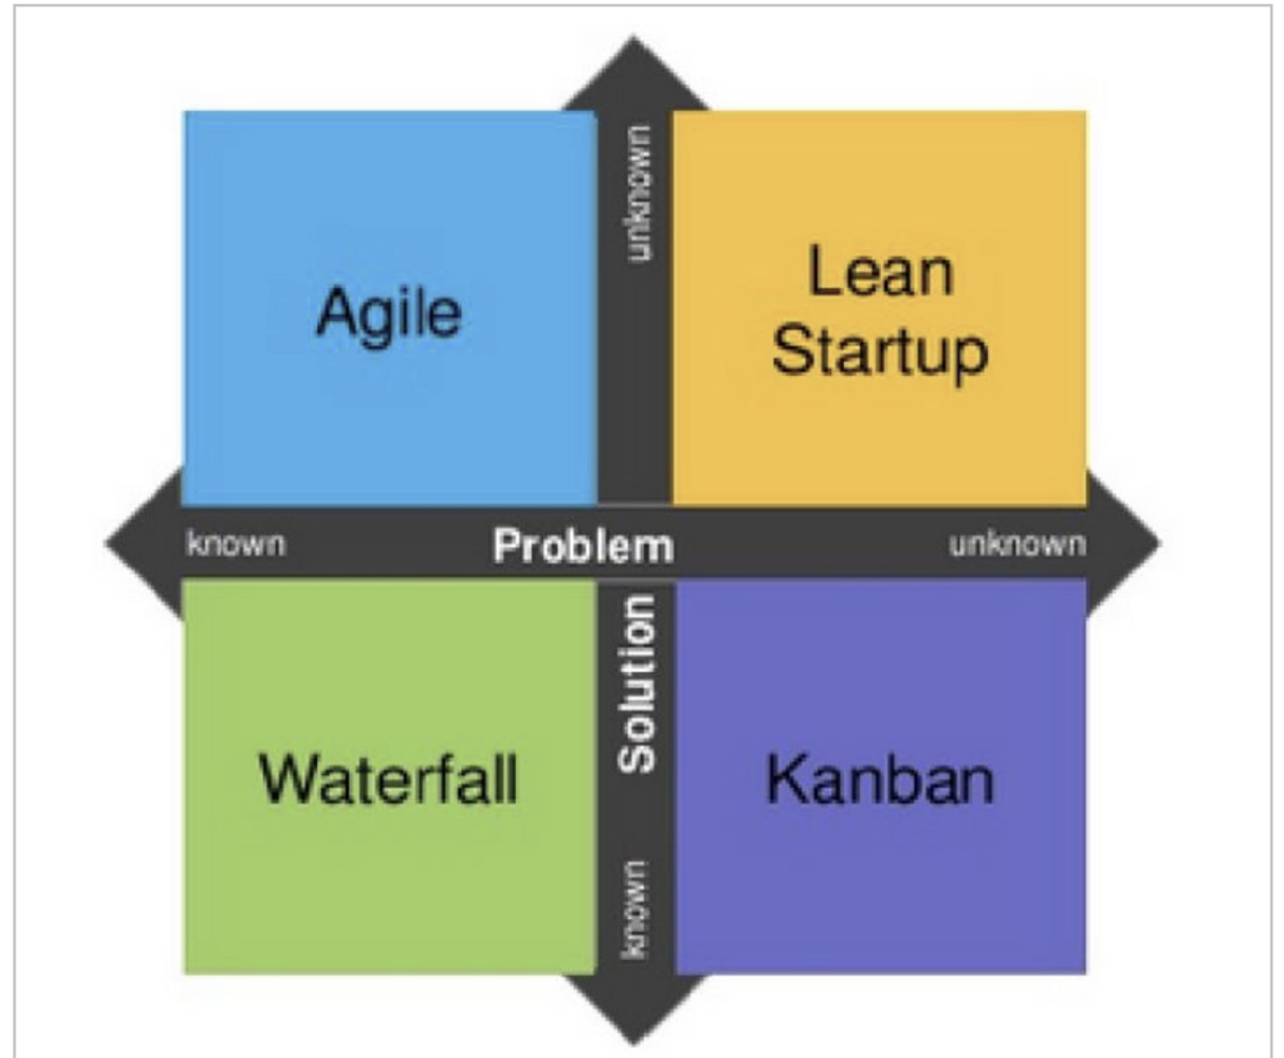 unknown
Agile
Lean
Startup
known
Problem
unknown
Solution
Waterfall
Kanban
known